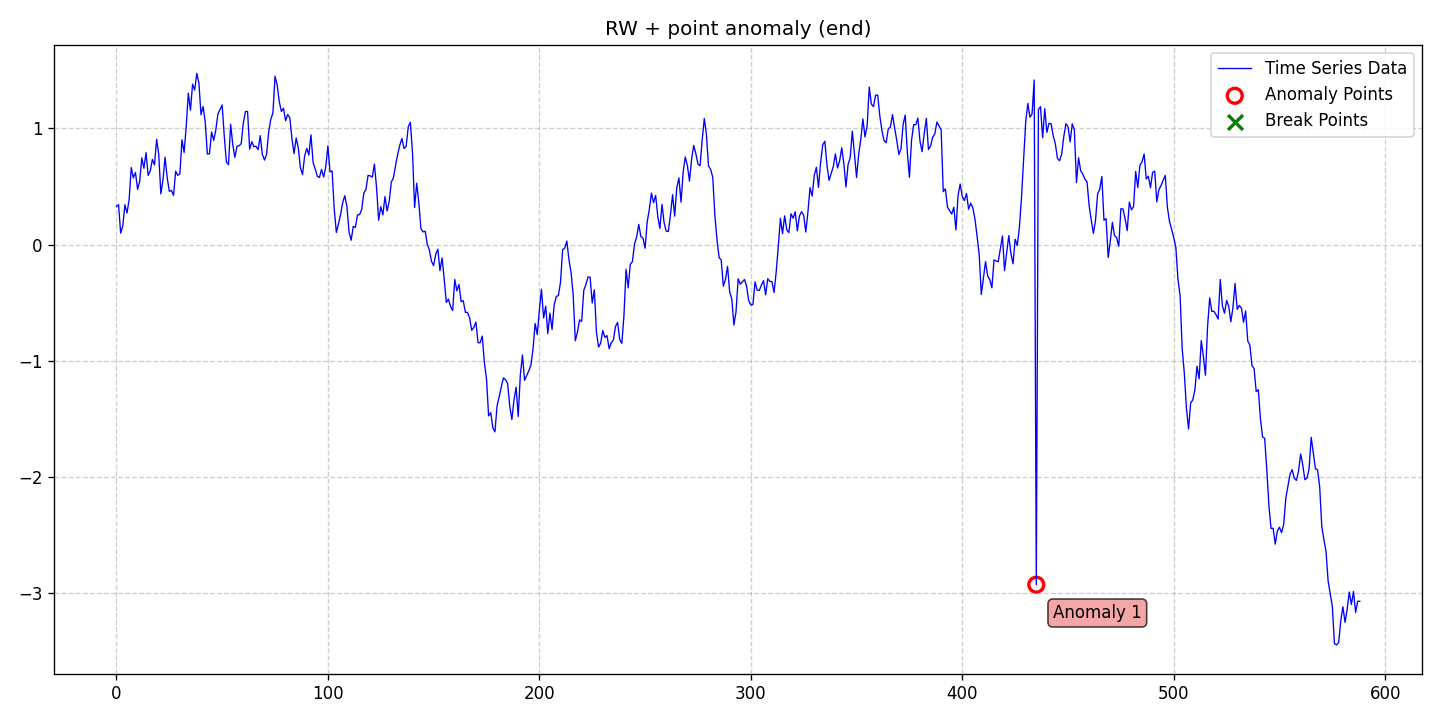 RW + point anomaly (end)
Time Series Data
Anomaly Points
Break Points
1
0
−1
−2
−3
Anomaly 1
0
100
200
300
400
500
600